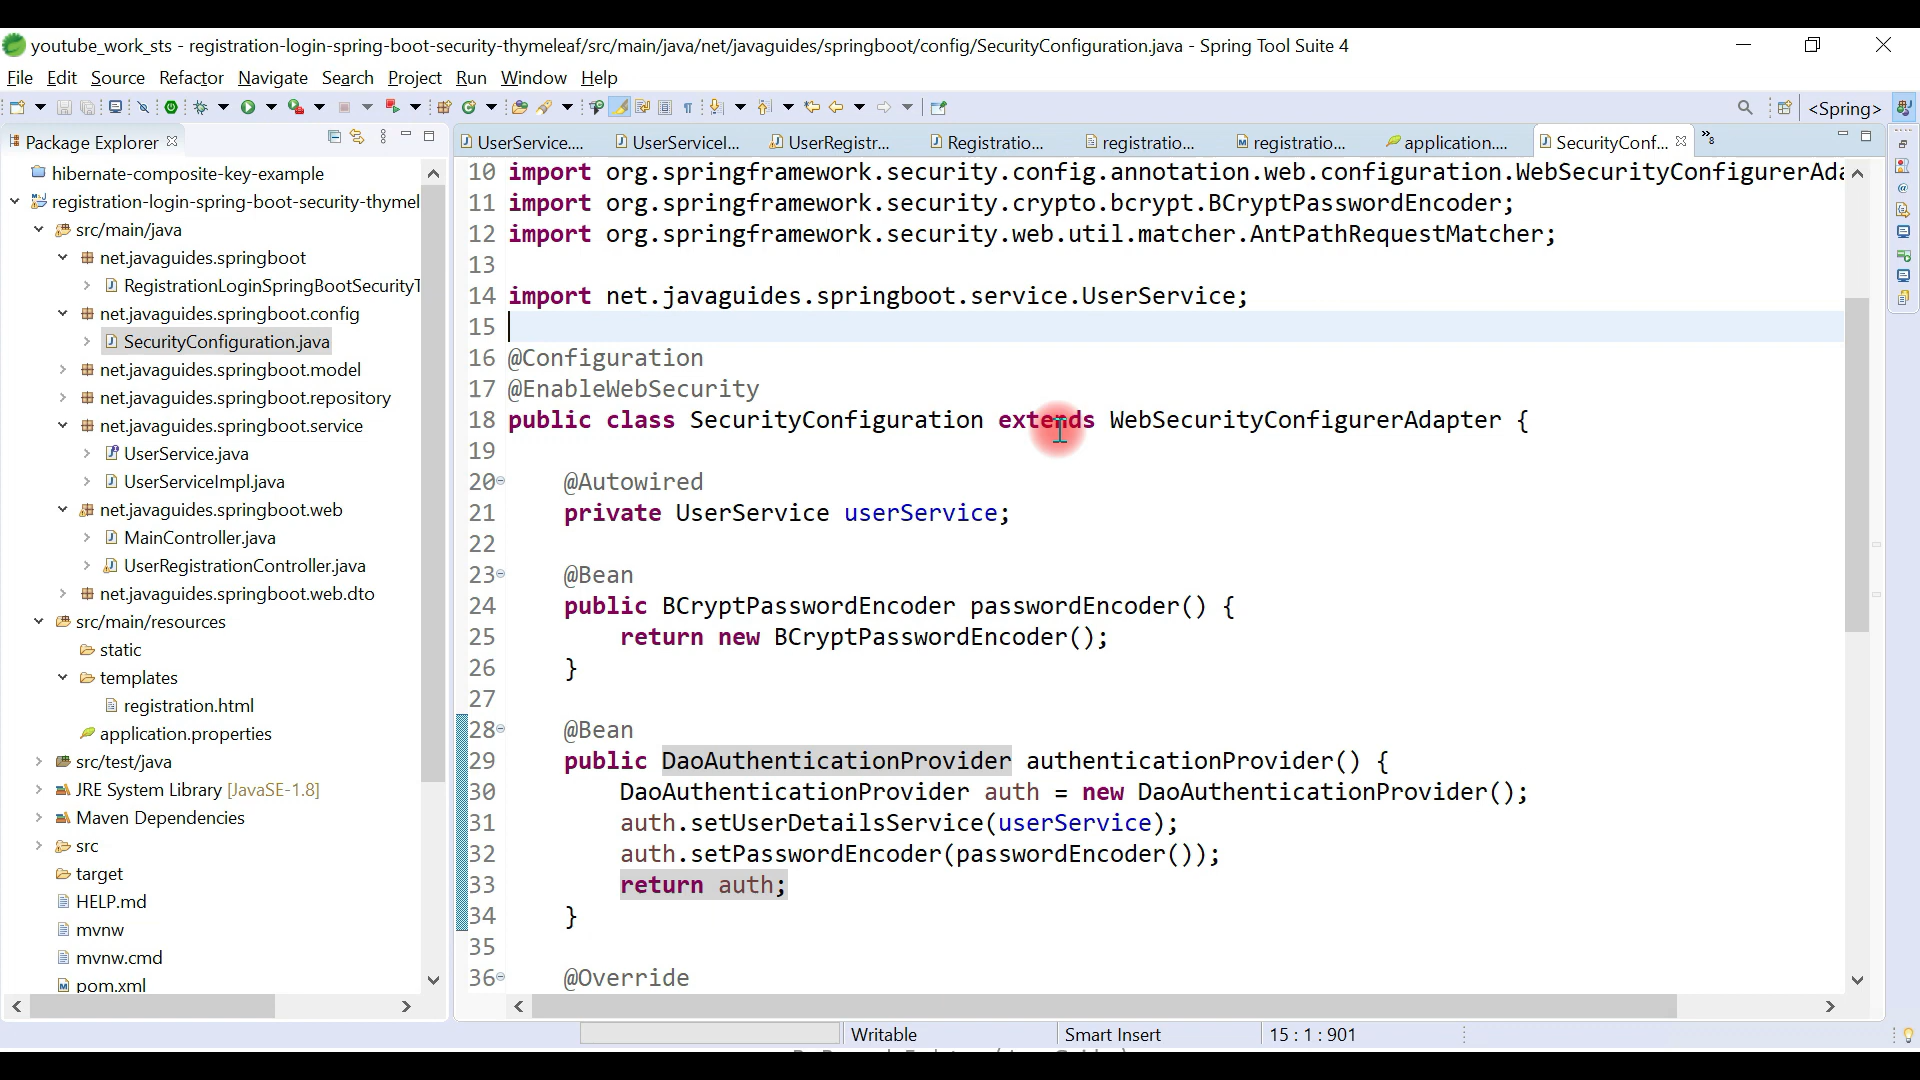 youtube_work_sts - registration-login-spring-boot-security-thymeleaf/src/main/java/net/javaguides/springboot/config/SecurityConfiguration.java - Spring Tool Suite 4
File Edit Source Refactor Navigate Search Project Run Window Help
<Spring>
Package Explorer
hibernate-composite-key-example
registration-login-spring-boot-security-thymel
src/main/java
net.javaguides.springboot
RegistrationLoginSpringBootSecurityT
net.javaguides.springboot.config
SecurityConfiguration.java
net.javaguides.springboot.model
net.javaguides.springboot.repository
net.javaguides.springboot.service
UserService.java
UserServiceImpl.java
net.javaguides.springboot.web
MainController.java
UserRegistrationController.java
net.javaguides.springboot.web.dto
src/main/resources
static
templates
registration.html
application.properties
src/test/java
JRE System Library [JavaSE-1.8]
Maven Dependencies
src
target
HELP.md
mvnw
mvnw.cmd
pom.xml
UserService.... UserServiceI... UserRegistr... Registratio... registratio... registratio... application.... SecurityConf... »8
10 import org.springframework.security.config.annotation.web.configuration.WebSecurityConfigurerAda
11 import org.springframework.security.crypto.bcrypt.BCryptPasswordEncoder;
12 import org.springframework.security.web.util.matcher.AntPathRequestMatcher;
13
14 import net.javaguides.springboot.service.UserService;
15
16 @Configuration
17 @EnableWebSecurity
18 public class SecurityConfiguration extends WebSecurityConfigurerAdapter {
19
20 @Autowired
21 private UserService userService;
22
23 @Bean
24 public BCryptPasswordEncoder passwordEncoder() {
25 return new BCryptPasswordEncoder();
26 }
27
28 @Bean
29 public DaoAuthenticationProvider authenticationProvider() {
30 DaoAuthenticationProvider auth = new DaoAuthenticationProvider();
31 auth.setUserDetailsService(userService);
32 auth.setPasswordEncoder(passwordEncoder());
33 return auth;
34 }
35
36 @Override
Writable Smart Insert 15 : 1 : 901